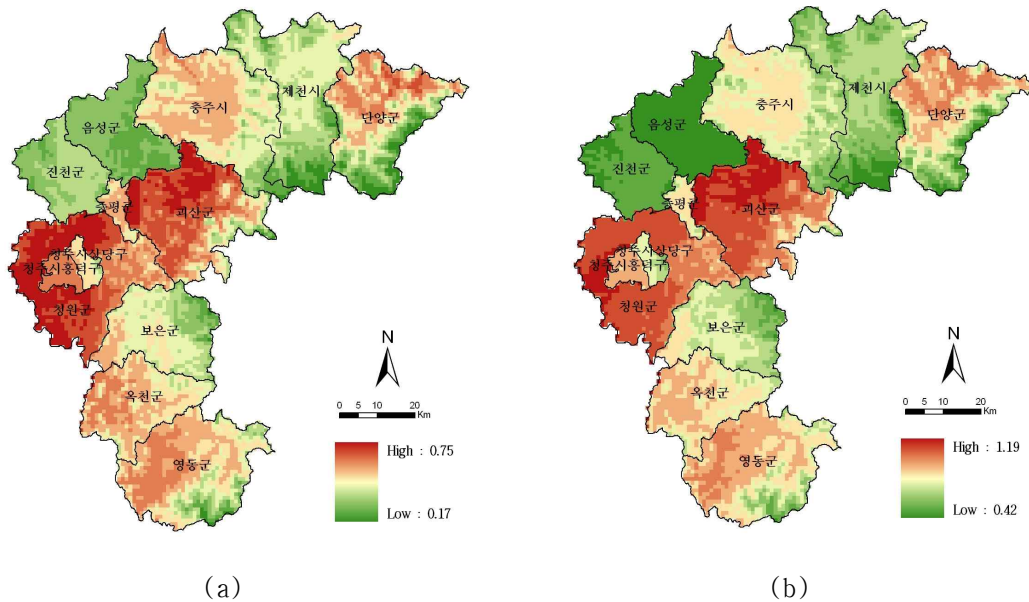 충주시
제천시
단양군
음성군
진천군
증평군
괴산군
청주시상당구
청주시흥덕구
청원군
보은군
옥천군
영동군
N
0 5 10 20
Km
High : 0.75
Low : 0.17
(a)
충주시
제천시
단양군
음성군
진천군
증평군
괴산군
청주시상당구
청주시흥덕구
청원군
보은군
옥천군
영동군
N
0 5 10 20
Km
High : 1.19
Low : 0.42
(b)